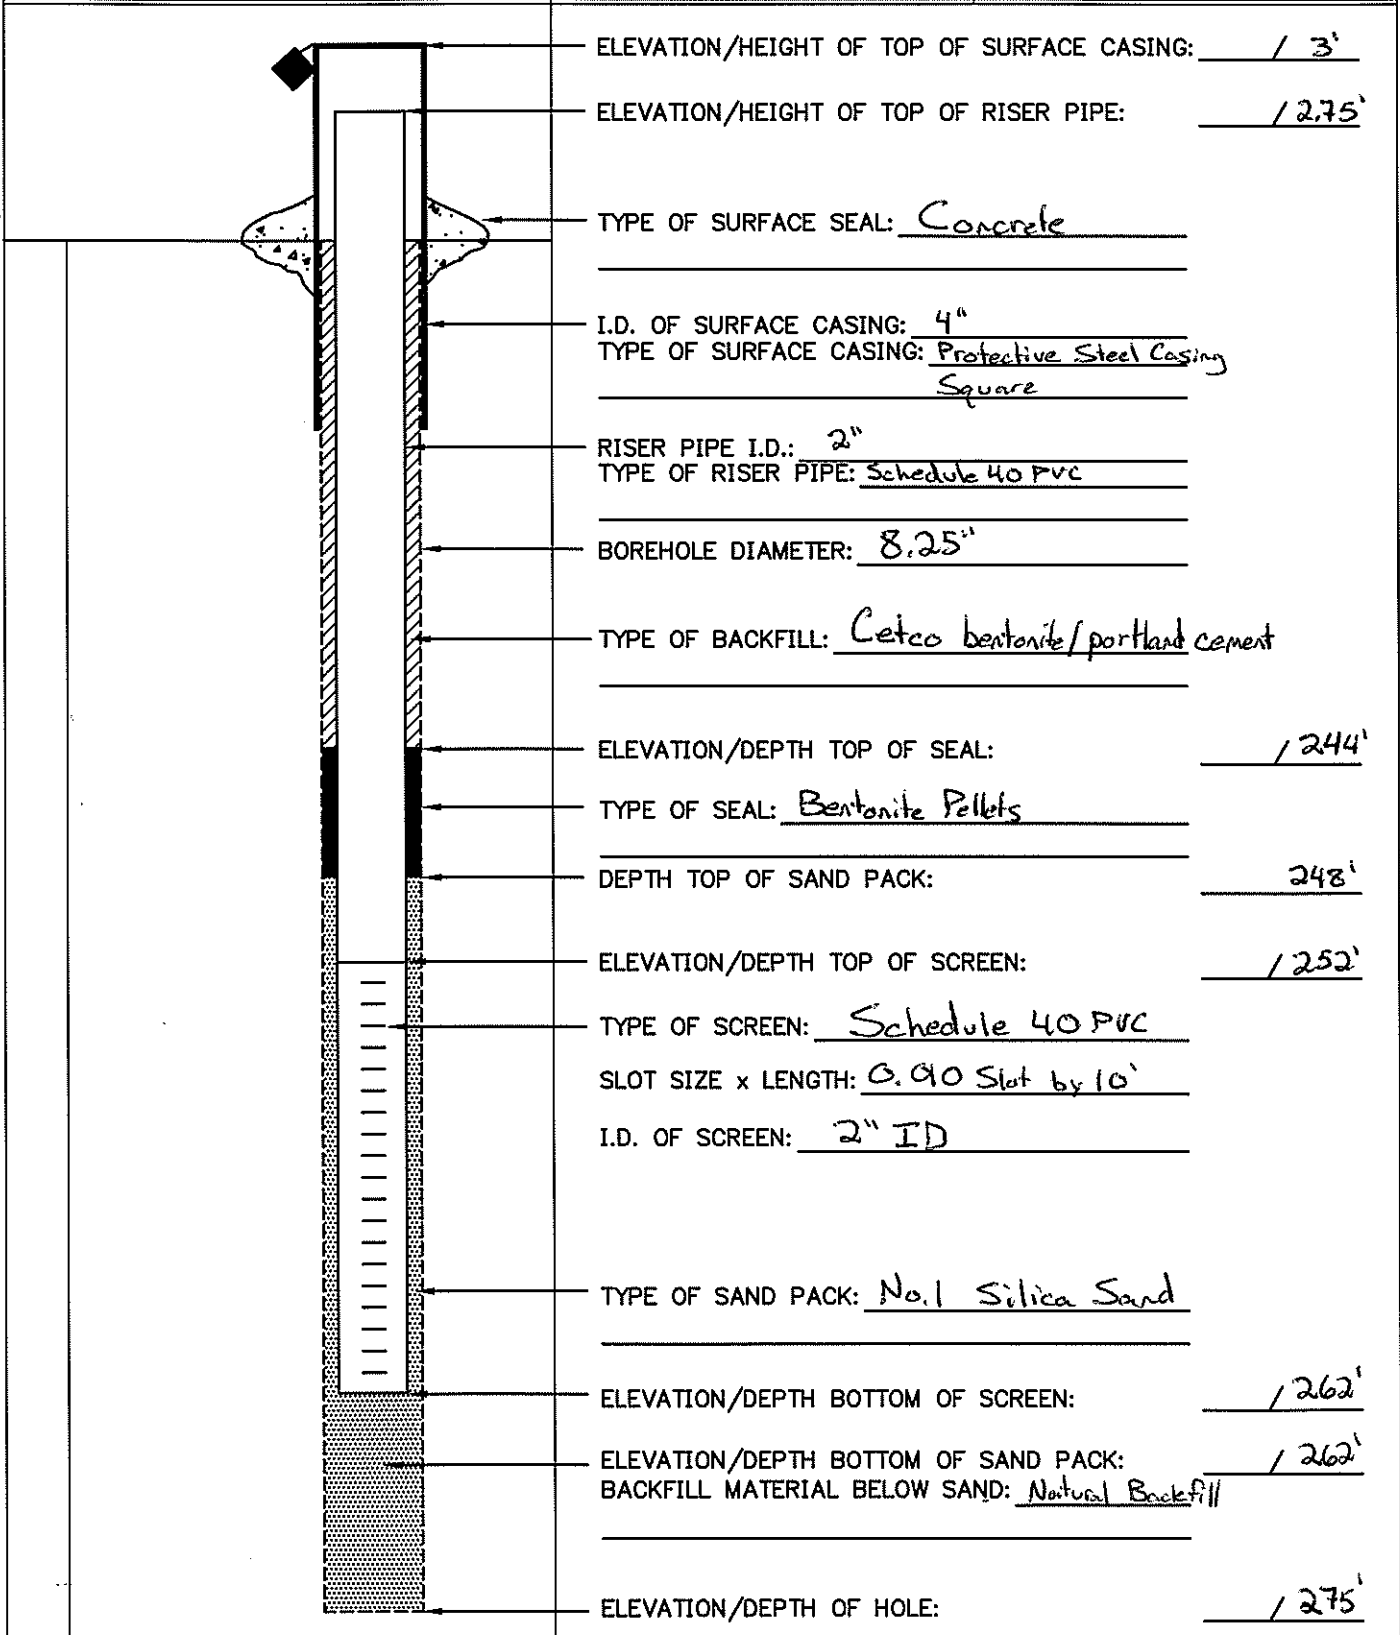 ELEVATION/HEIGHT OF TOP OF SURFACE CASING: / 3'
ELEVATION/HEIGHT OF TOP OF RISER PIPE: / 2.75'
TYPE OF SURFACE SEAL: Concrete
I.D. OF SURFACE CASING: 4"
TYPE OF SURFACE CASING: Protective Steel Casing
Square
RISER PIPE I.D.: 2"
TYPE OF RISER PIPE: Schedule 40 PVC
BOREHOLE DIAMETER: 8.25"
TYPE OF BACKFILL: Cetco bentonite/portland cement
ELEVATION/DEPTH TOP OF SEAL: / 244'
TYPE OF SEAL: Bentonite Pellets
DEPTH TOP OF SAND PACK: 248'
ELEVATION/DEPTH TOP OF SCREEN: / 252'
TYPE OF SCREEN: Schedule 40 PVC
SLOT SIZE x LENGTH: Slot by 10'
I.D. OF SCREEN: 2" ID
TYPE OF SAND PACK: No.1 Silica Sand
ELEVATION/DEPTH BOTTOM OF SCREEN: / 262'
ELEVATION/DEPTH BOTTOM OF SAND PACK: / 262'
BACKFILL MATERIAL BELOW SAND: Natural Backfill
ELEVATION/DEPTH OF HOLE: / 275'